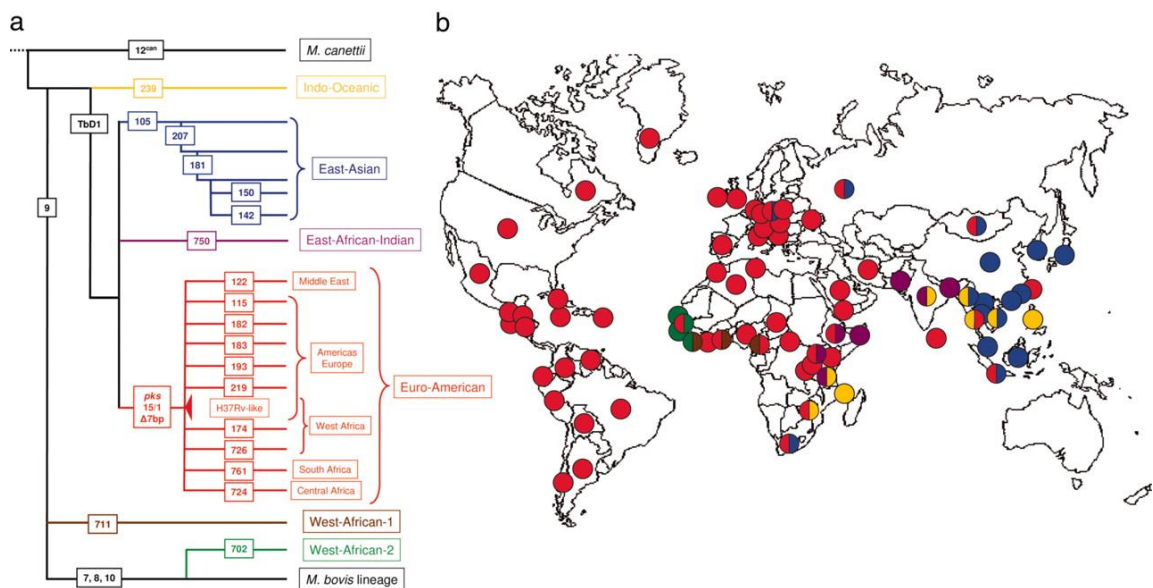 a
b
12can
M. canettii
239
Indo-Oceanic
TbD1
105
207
181
150
142
East-Asian
9
750
East-African-Indian
122
Middle East
115
182
183
193
219
H37Rv-like
174
726
761
South Africa
724
Central Africa
Americas
Europe
West Africa
Euro-American
pks
15/1
Δ7bp
711
West-African-1
702
West-African-2
7, 8, 10
M. bovis lineage